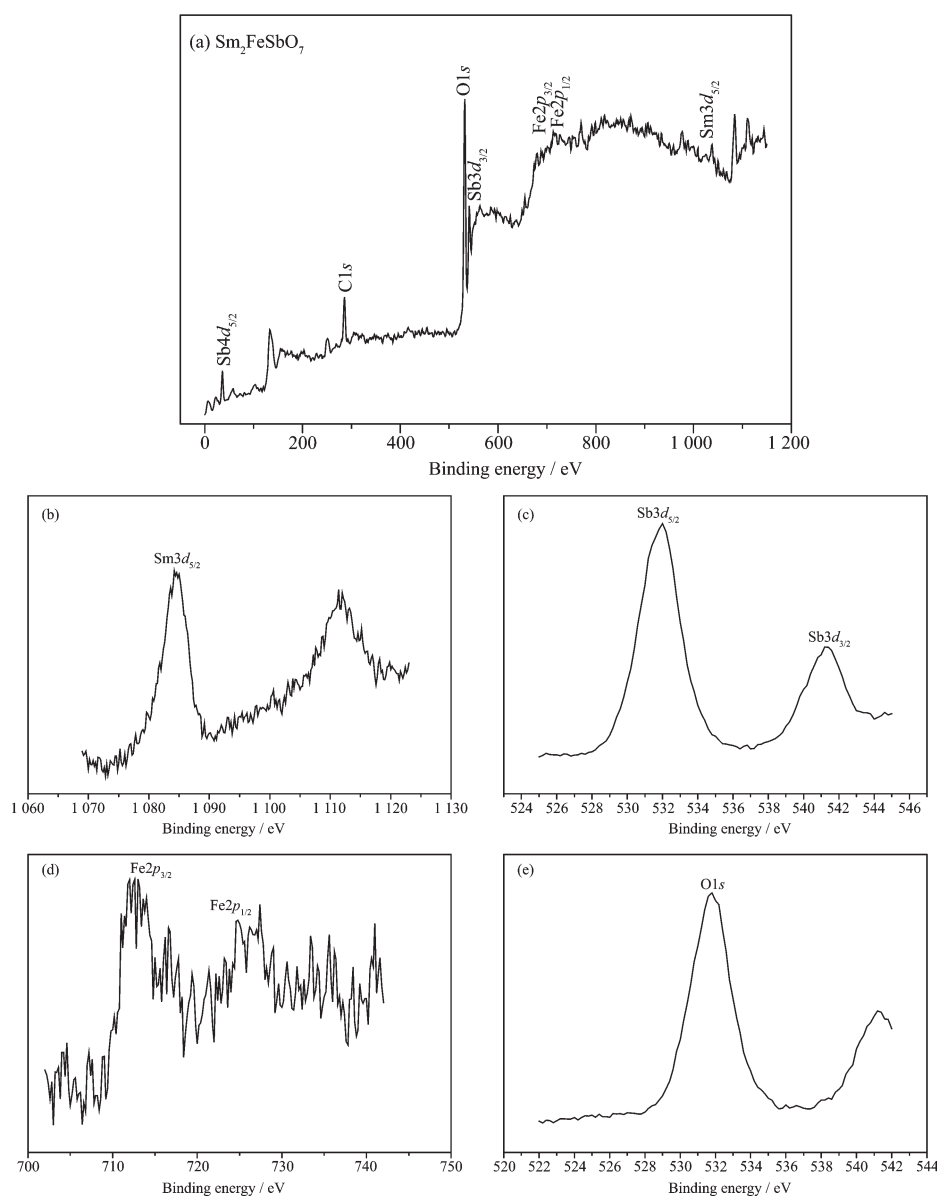 (a) Sm₂FeSbO₇
O1s
Fe2p₃/₂
Fe2p₁/₂
Sm3d₅/₂
Sb3d₃/₂
C1s
Sb4d₅/₂
0 200 400 600 800 1 000 1 200
Binding energy / eV
(b)
Sm3d₅/₂
1 060 1 070 1 080 1 090 1 100 1 110 1 120 1 130
Binding energy / eV
(c)
Sb3d₅/₂
Sb3d₃/₂
524 526 528 530 532 534 536 538 540 542 544 546
Binding energy / eV
(d)
Fe2p₃/₂
Fe2p₁/₂
700 710 720 730 740 750
Binding energy / eV
(e)
O1s
520 522 524 526 528 530 532 534 536 538 540 542 544
Binding energy / eV